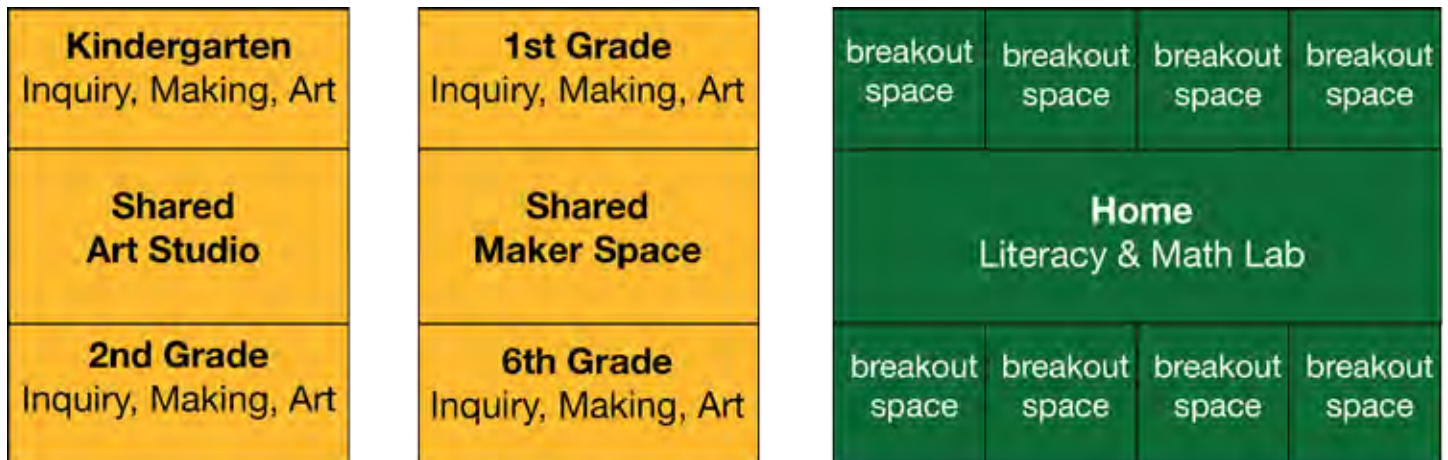 Kindergarten
Inquiry, Making, Art
Shared
Art Studio
2nd Grade
Inquiry, Making, Art
1st Grade
Inquiry, Making, Art
Shared
Maker Space
6th Grade
Inquiry, Making, Art
breakout
space
breakout
space
breakout
space
breakout
space
Home
Literacy & Math Lab
breakout
space
breakout
space
breakout
space
breakout
space